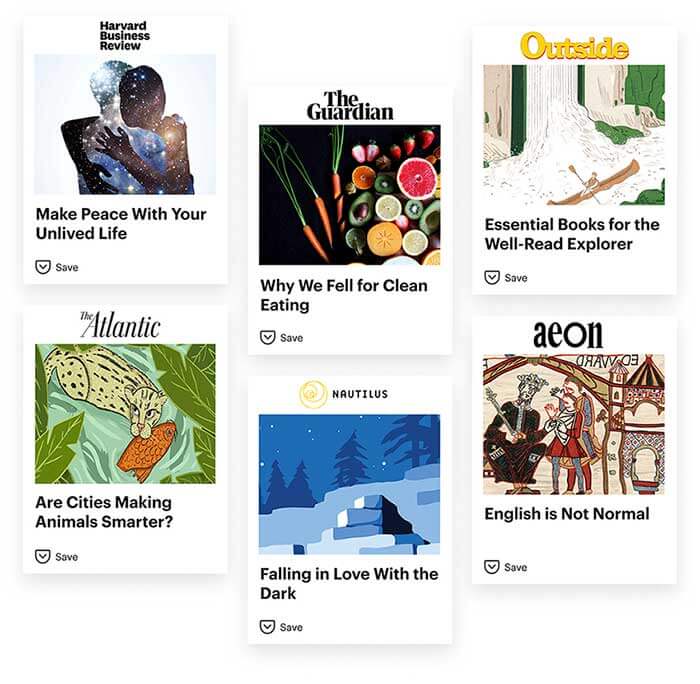 Harvard
Business
Review
Make Peace With Your
Unlived Life
Save
The
Guardian
Why We Fell for Clean
Eating
Save
Outside
Essential Books for the
Well-Read Explorer
Save
The Atlantic
Are Cities Making
Animals Smarter?
Save
NAUTILUS
Falling in Love With the
Dark
Save
aeon
English is Not Normal
Save